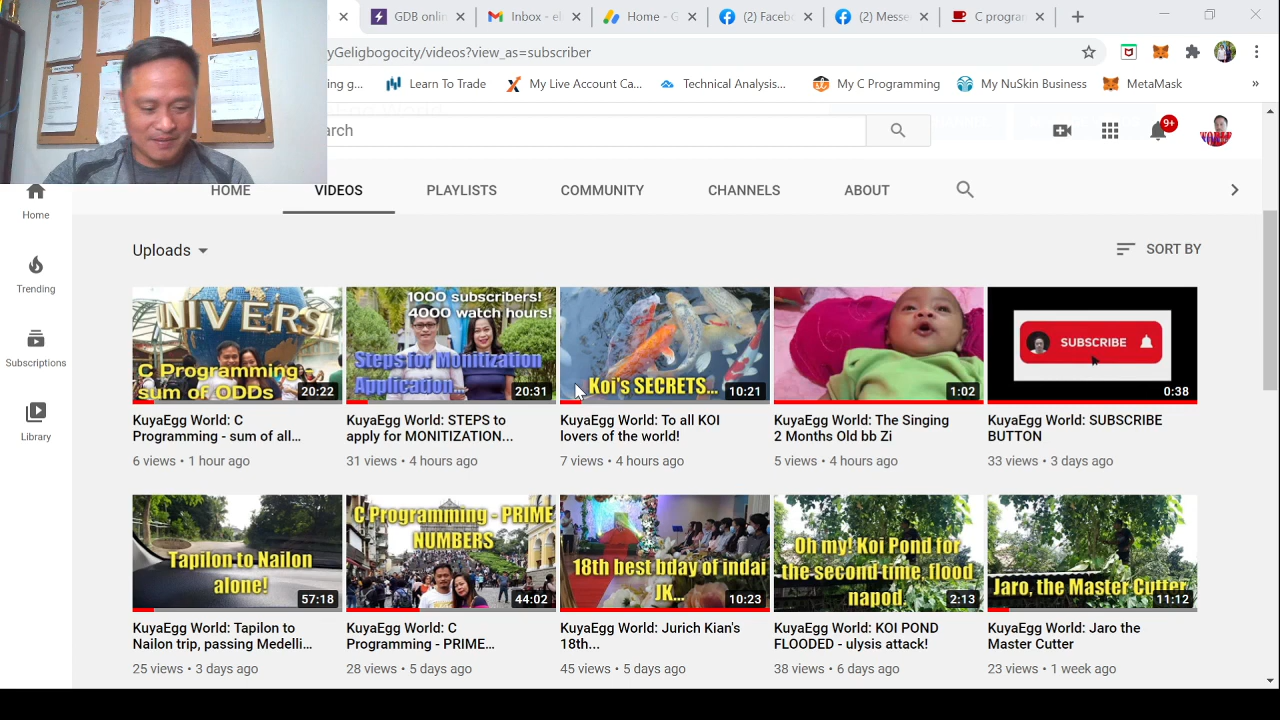 GDB onlin
Inbox - el
Home - G
(2) Faceb
(2) Messe
C progra
yGeligbogocity/videos?view_as=subscriber
ng g...
Learn To Trade
My Live Account Ca...
Technical Analysis...
My C Programming
My NuSkin Business
MetaMask
»
arch
9+
HOME
VIDEOS
PLAYLISTS
COMMUNITY
CHANNELS
ABOUT
Home
Trending
Subscriptions
Library
Uploads
SORT BY
NIVERS
C Programming -
sum of ODDs
20:22
KuyaEgg World: C
Programming - sum of all...
6 views • 1 hour ago
1000 subscribers!
4000 watch hours!
Steps for Monitization
Application...
20:31
KuyaEgg World: STEPS to
apply for MONITIZATION...
31 views • 4 hours ago
Koi's SECRETS...
10:21
KuyaEgg World: To all KOI
lovers of the world!
7 views • 4 hours ago
1:02
KuyaEgg World: The Singing
2 Months Old bb Zi
5 views • 4 hours ago
SUBSCRIBE
0:38
KuyaEgg World: SUBSCRIBE
BUTTON
33 views • 3 days ago
Tapilon to Nailon
alone!
57:18
KuyaEgg World: Tapilon to
Nailon trip, passing Medelli...
25 views • 3 days ago
C Programming - PRIME
NUMBERS
44:02
KuyaEgg World: C
Programming - PRIME...
28 views • 5 days ago
18th best bday of indai
JK...
10:23
KuyaEgg World: Jurich Kian's
18th...
45 views • 5 days ago
Oh my! Koi Pond for
the second time, flood
napod.
2:13
KuyaEgg World: KOI POND
FLOODED - ulysis attack!
38 views • 6 days ago
Jaro, the Master Cutter
11:12
KuyaEgg World: Jaro the
Master Cutter
23 views • 1 week ago